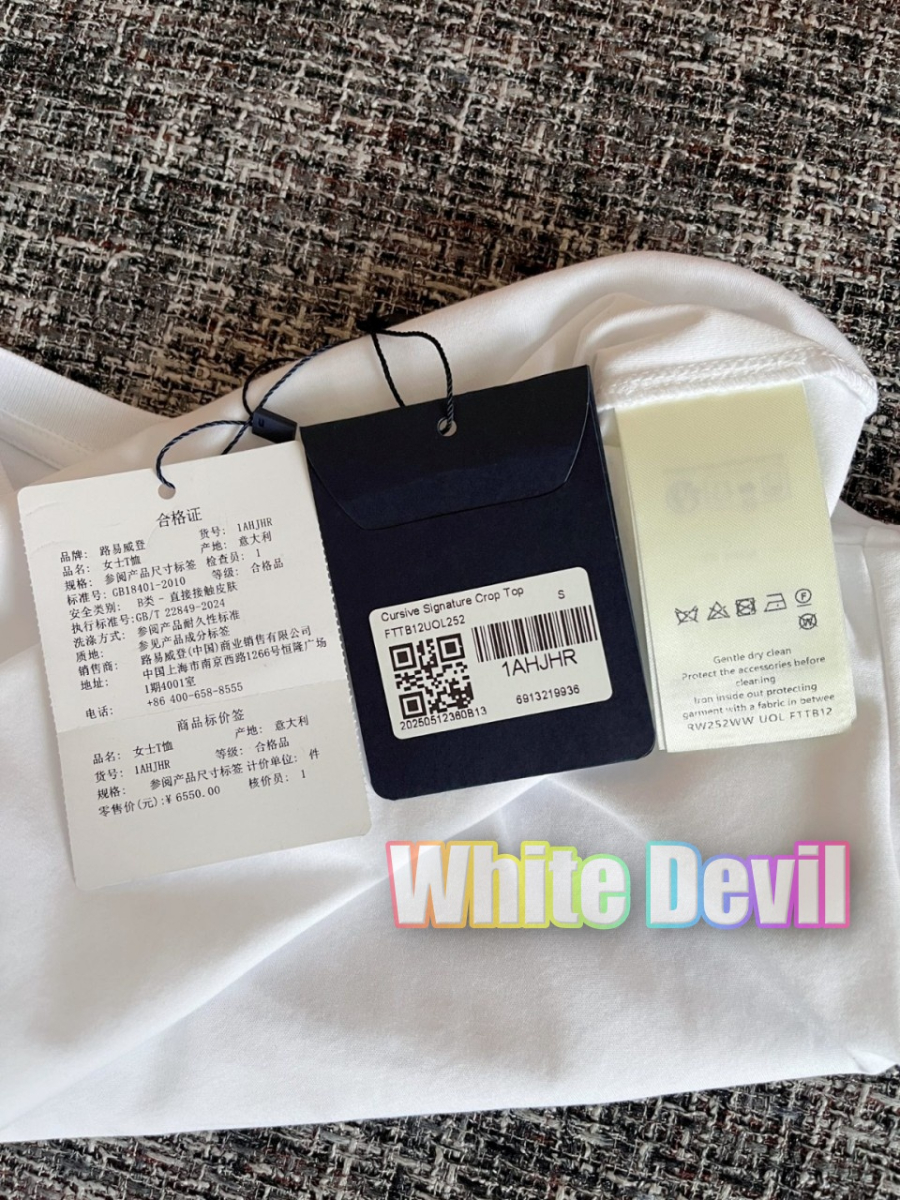 合格证
品牌: 路易威登
货号: 1AHJHR
品名: 女士T恤
产地: 意大利
规格: 参阅产品尺寸标签
检查员: 1
标准号: GB18401-2010
等级: 合格品
安全类别: B类 - 直接接触皮肤
执行标准号: GB/T 22849-2024
洗涤方式: 参阅产品耐久性标签
质地: 参见产品成分标签
销售商: 路易威登(中国)商业销售有限公司
地址: 中国上海市南京西路1266号恒隆广场
1期4001室
电话: +86 400-658-8555
商品标价签
产地: 意大利
品名: 女士T恤
等级: 合格品
货号: 1AHJHR
规格: 参阅产品尺寸标签 计价单位: 件
零售价(元):¥ 6550.00
核价员: 1
Cursive Signature Crop Top S
FTTB12UOL252
1AHJHR
6913219936
20250512360B13
Gentle dry clean
Protect the accessories before
cleaning
Iron inside out protecting
garment with a fabric in betwee
RW252WW UOL FTTB12
White Devil